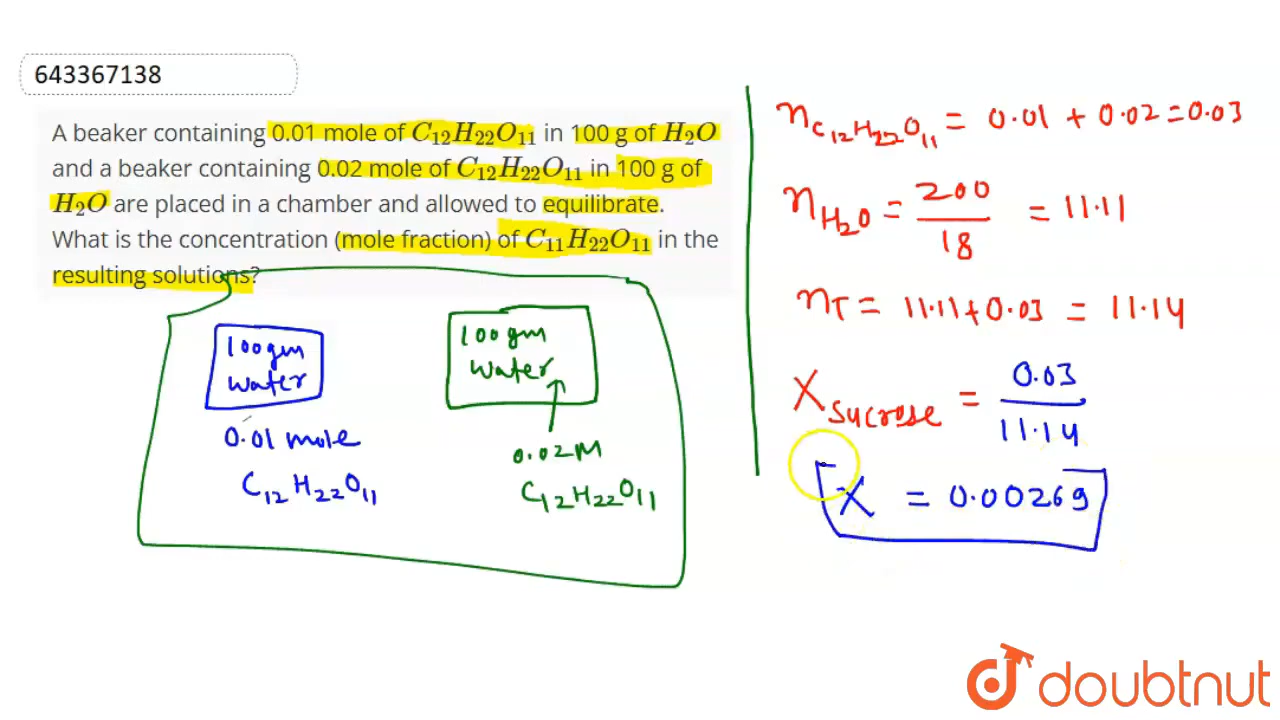 643367138
A beaker containing 0.01 mole of C₁₂H₂₂O₁₁ in 100 g of H₂O
and a beaker containing 0.02 mole of C₁₂H₂₂O₁₁ in 100 g of
H₂O are placed in a chamber and allowed to equilibrate.
What is the concentration (mole fraction) of C₁₁H₂₂O₁₁ in the
resulting solutions?
100gm
water
0.01 mole
C₁₂H₂₂O₁₁
100gm
water
0.02M
C₁₂H₂₂O₁₁
n C₁₂H₂₂O₁₁ = 0.01 + 0.02 = 0.03
n H₂O = 200/18 = 11.11
nT = 11.11 + 0.03 = 11.14
X sucrose = 0.03/11.14
X = 0.00269
doubtnut